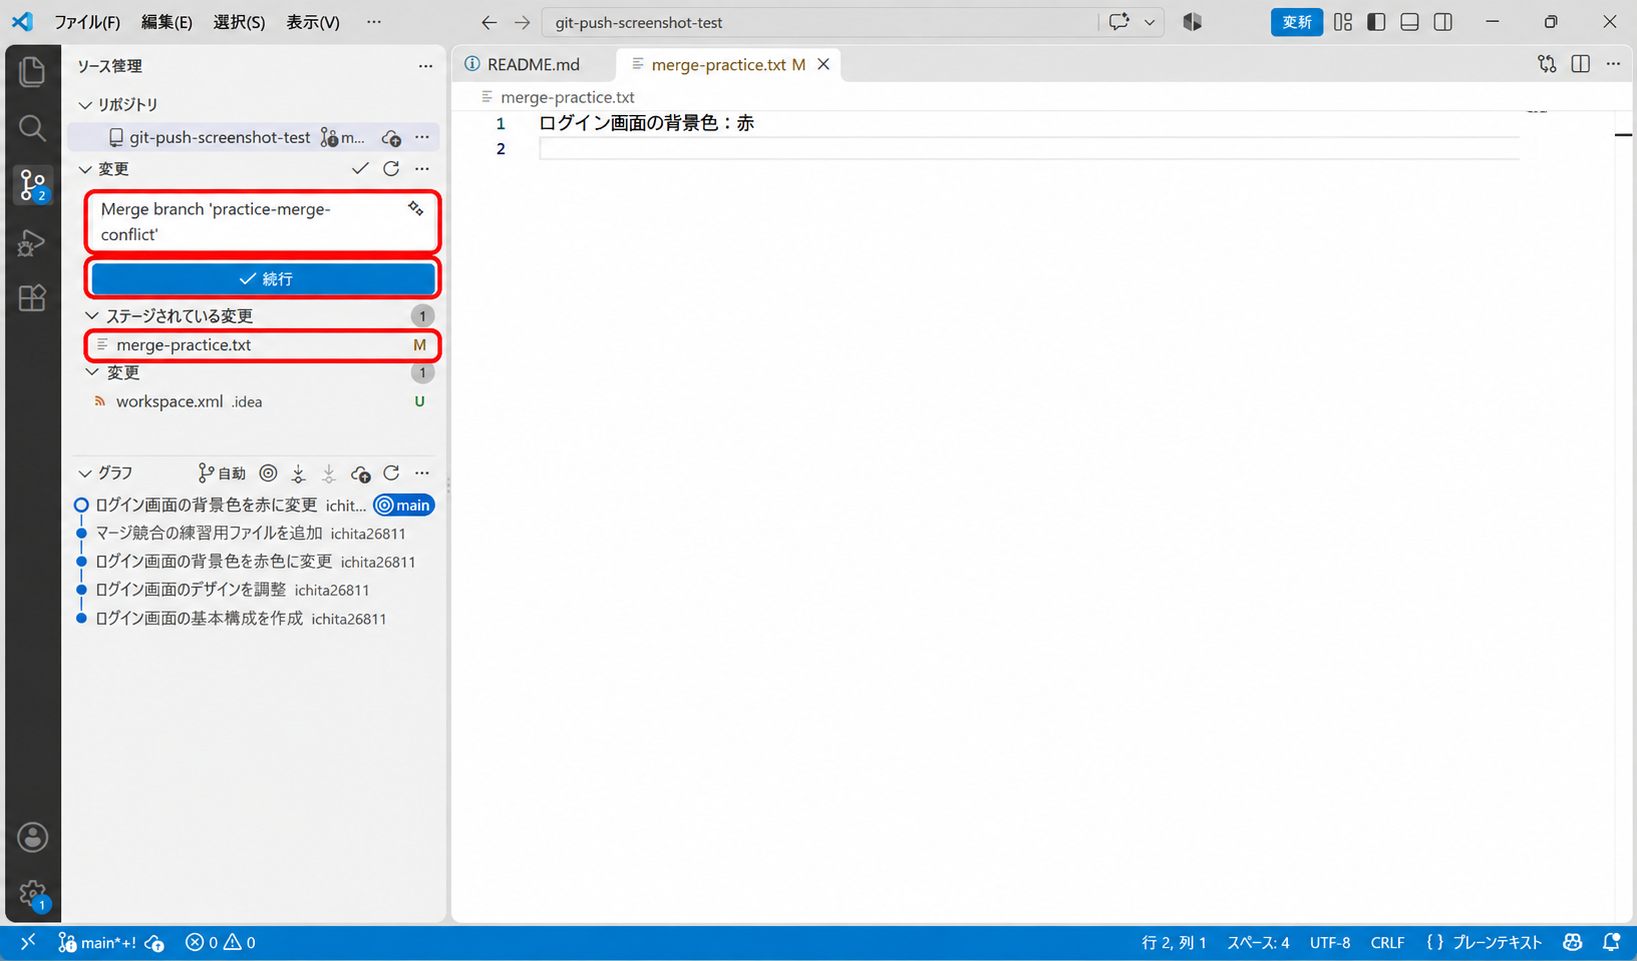 ファイル(F) 編集(E) 選択(S) 表示(V) … git-push-screenshot-test 変新
ソース管理
リポジトリ
git-push-screenshot-test m...
変更
Merge branch 'practice-merge-
conflict'
続行
ステージされている変更 1
merge-practice.txt M
変更 1
workspace.xml .idea U
グラフ 自動
ログイン画面の背景色を赤に変更 ichit... main
マージ競合の練習用ファイルを追加 ichita26811
ログイン画面の背景色を赤色に変更 ichita26811
ログイン画面のデザインを調整 ichita26811
ログイン画面の基本構成を作成 ichita26811
README.md merge-practice.txt M
merge-practice.txt
1 ログイン画面の背景色：赤
2
2
1
main*+! 0 0 行 2, 列 1 スペース: 4 UTF-8 CRLF { } プレーンテキスト